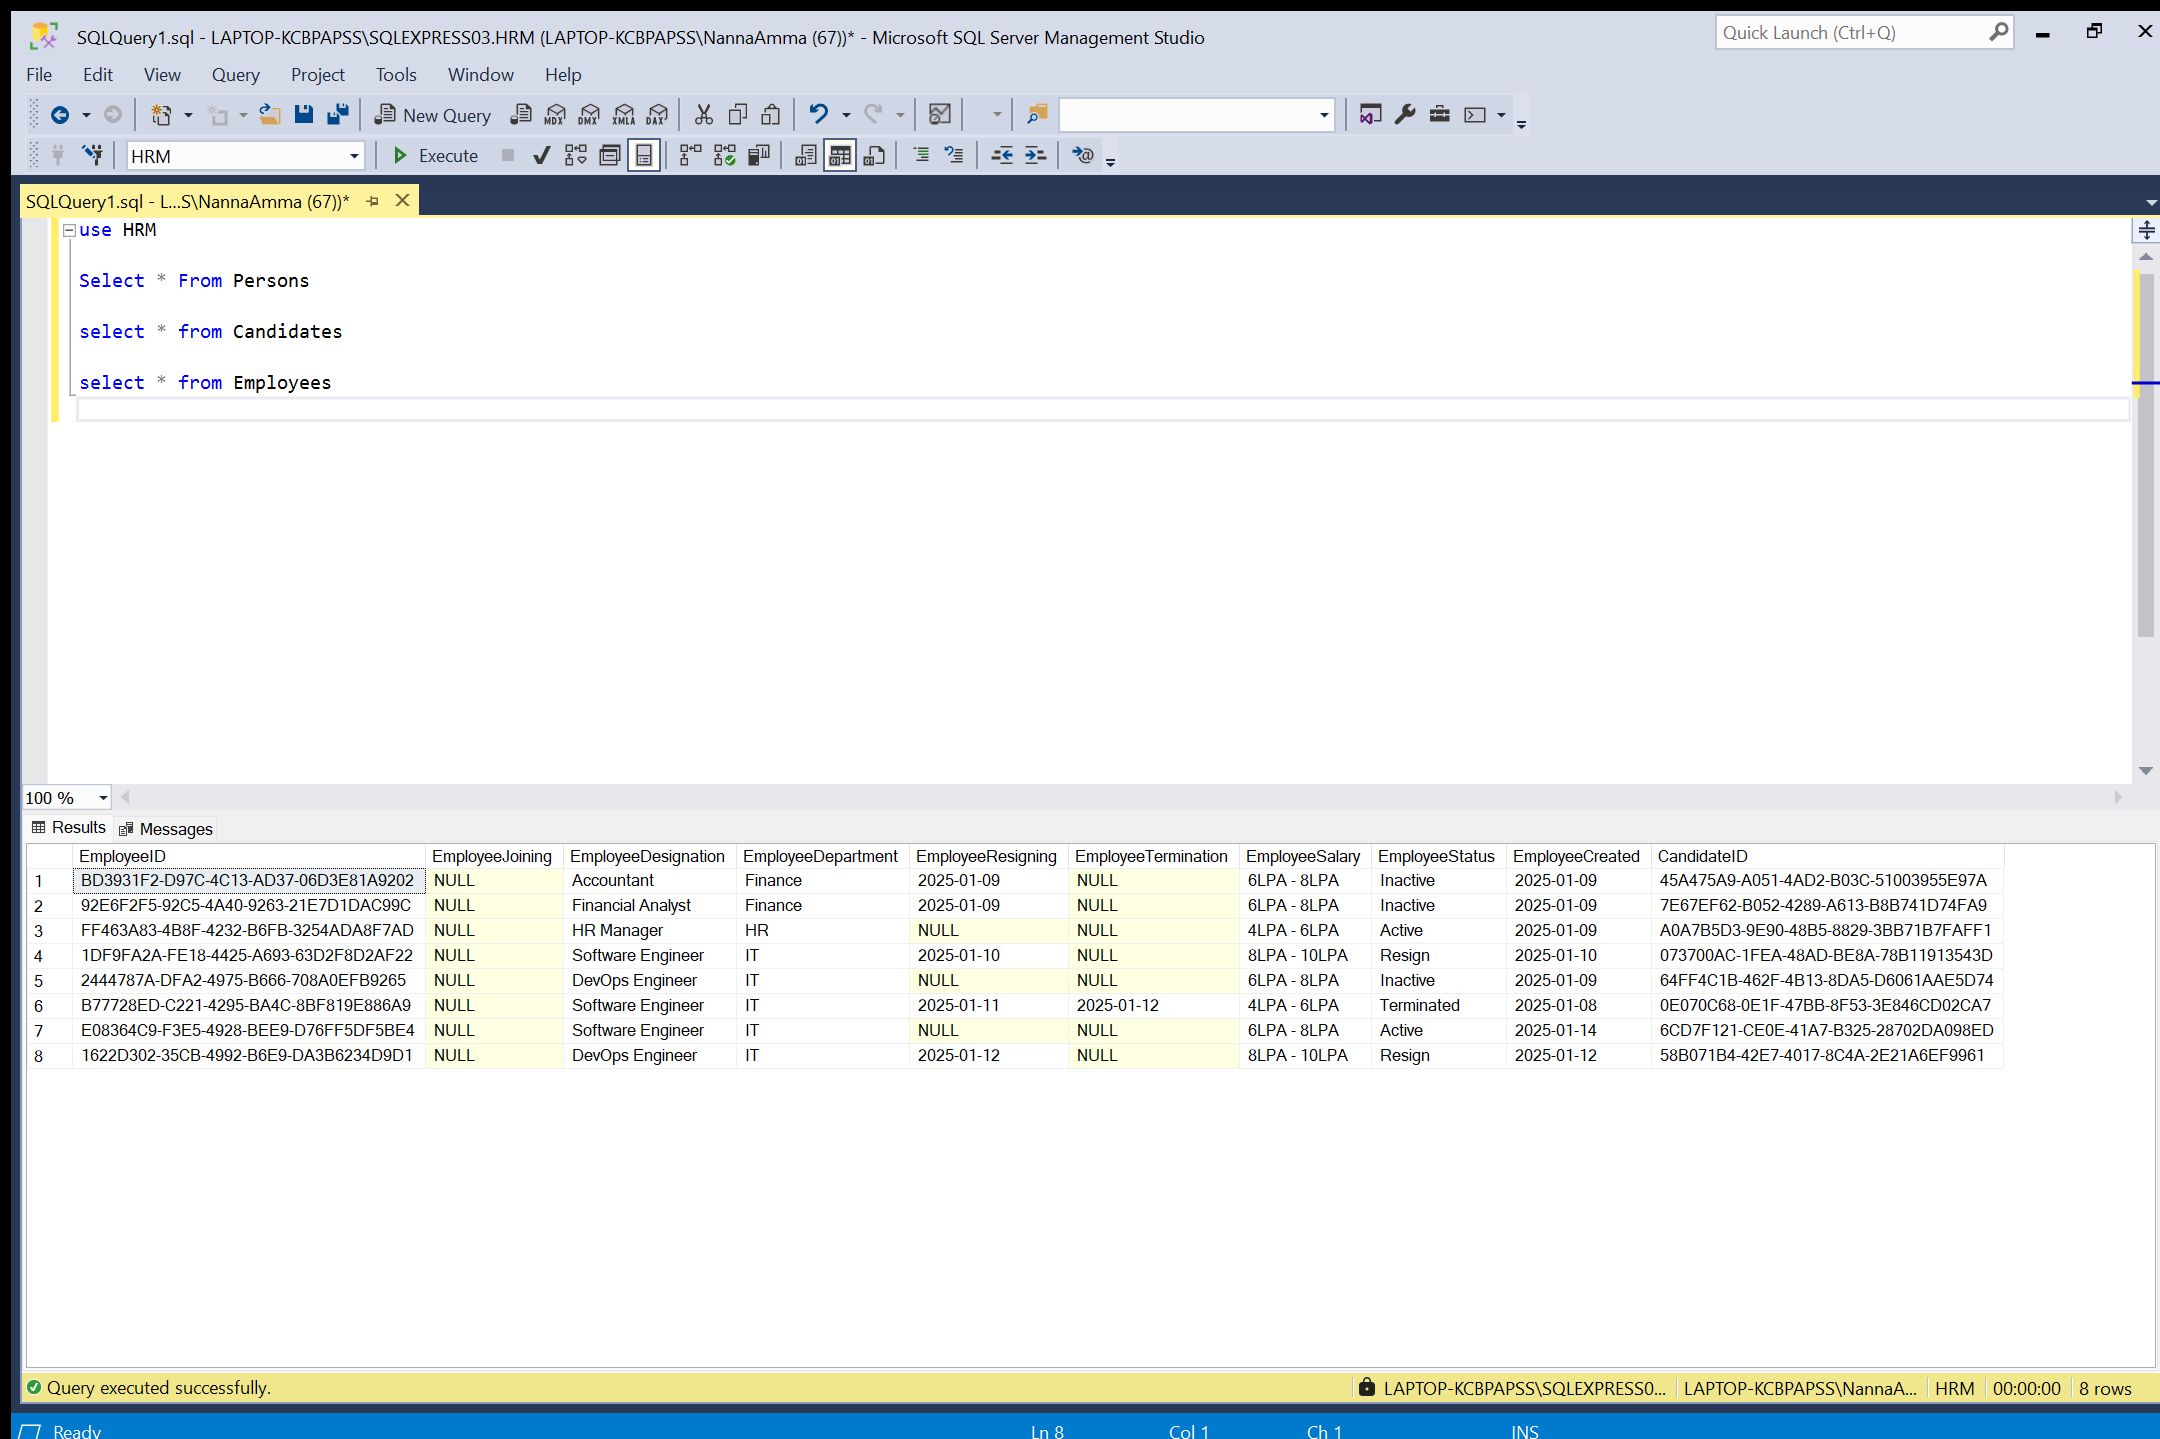 SQLQuery1.sql - LAPTOP-KCBPAPSS\SQLEXPRESS03.HRM (LAPTOP-KCBPAPSS\NannaAmma (67))* - Microsoft SQL Server Management Studio
Quick Launch (Ctrl+Q)
File Edit View Query Project Tools Window Help
New Query MDX DMX XMLA DAX
HRM Execute
SQLQuery1.sql - L...S\NannaAmma (67))*
use HRM
Select * From Persons
select * from Candidates
select * from Employees
100 %
Results Messages
EmployeeID EmployeeJoining EmployeeDesignation EmployeeDepartment EmployeeResigning EmployeeTermination EmployeeSalary EmployeeStatus EmployeeCreated CandidateID
1 BD3931F2-D97C-4C13-AD37-06D3E81A9202 NULL Accountant Finance 2025-01-09 NULL 6LPA - 8LPA Inactive 2025-01-09 45A475A9-A051-4AD2-B03C-51003955E97A
2 92E6F2F5-92C5-4A40-9263-21E7D1DAC99C NULL Financial Analyst Finance 2025-01-09 NULL 6LPA - 8LPA Inactive 2025-01-09 7E67EF62-B052-4289-A613-B8B741D74FA9
3 FF463A83-4B8F-4232-B6FB-3254ADA8F7AD NULL HR Manager HR NULL NULL 4LPA - 6LPA Active 2025-01-09 A0A7B5D3-9E90-48B5-8829-3BB71B7FAFF1
4 1DF9FA2A-FE18-4425-A693-63D2F8D2AF22 NULL Software Engineer IT 2025-01-10 NULL 8LPA - 10LPA Resign 2025-01-10 073700AC-1FEA-48AD-BE8A-78B11913543D
5 2444787A-DFA2-4975-B666-708A0EFB9265 NULL DevOps Engineer IT NULL NULL 6LPA - 8LPA Inactive 2025-01-09 64FF4C1B-462F-4B13-8DA5-D6061AAE5D74
6 B77728ED-C221-4295-BA4C-8BF819E886A9 NULL Software Engineer IT 2025-01-11 2025-01-12 4LPA - 6LPA Terminated 2025-01-08 0E070C68-0E1F-47BB-8F53-3E846CD02CA7
7 E08364C9-F3E5-4928-BEE9-D76FF5DF5BE4 NULL Software Engineer IT NULL NULL 6LPA - 8LPA Active 2025-01-14 6CD7F121-CE0E-41A7-B325-28702DA098ED
8 1622D302-35CB-4992-B6E9-DA3B6234D9D1 NULL DevOps Engineer IT 2025-01-12 NULL 8LPA - 10LPA Resign 2025-01-12 58B071B4-42E7-4017-8C4A-2E21A6EF9961
Query executed successfully. LAPTOP-KCBPAPSS\SQLEXPRESS0... LAPTOP-KCBPAPSS\NannaA... HRM 00:00:00 8 rows
Ready Ln 8 Col 1 Ch 1 INS